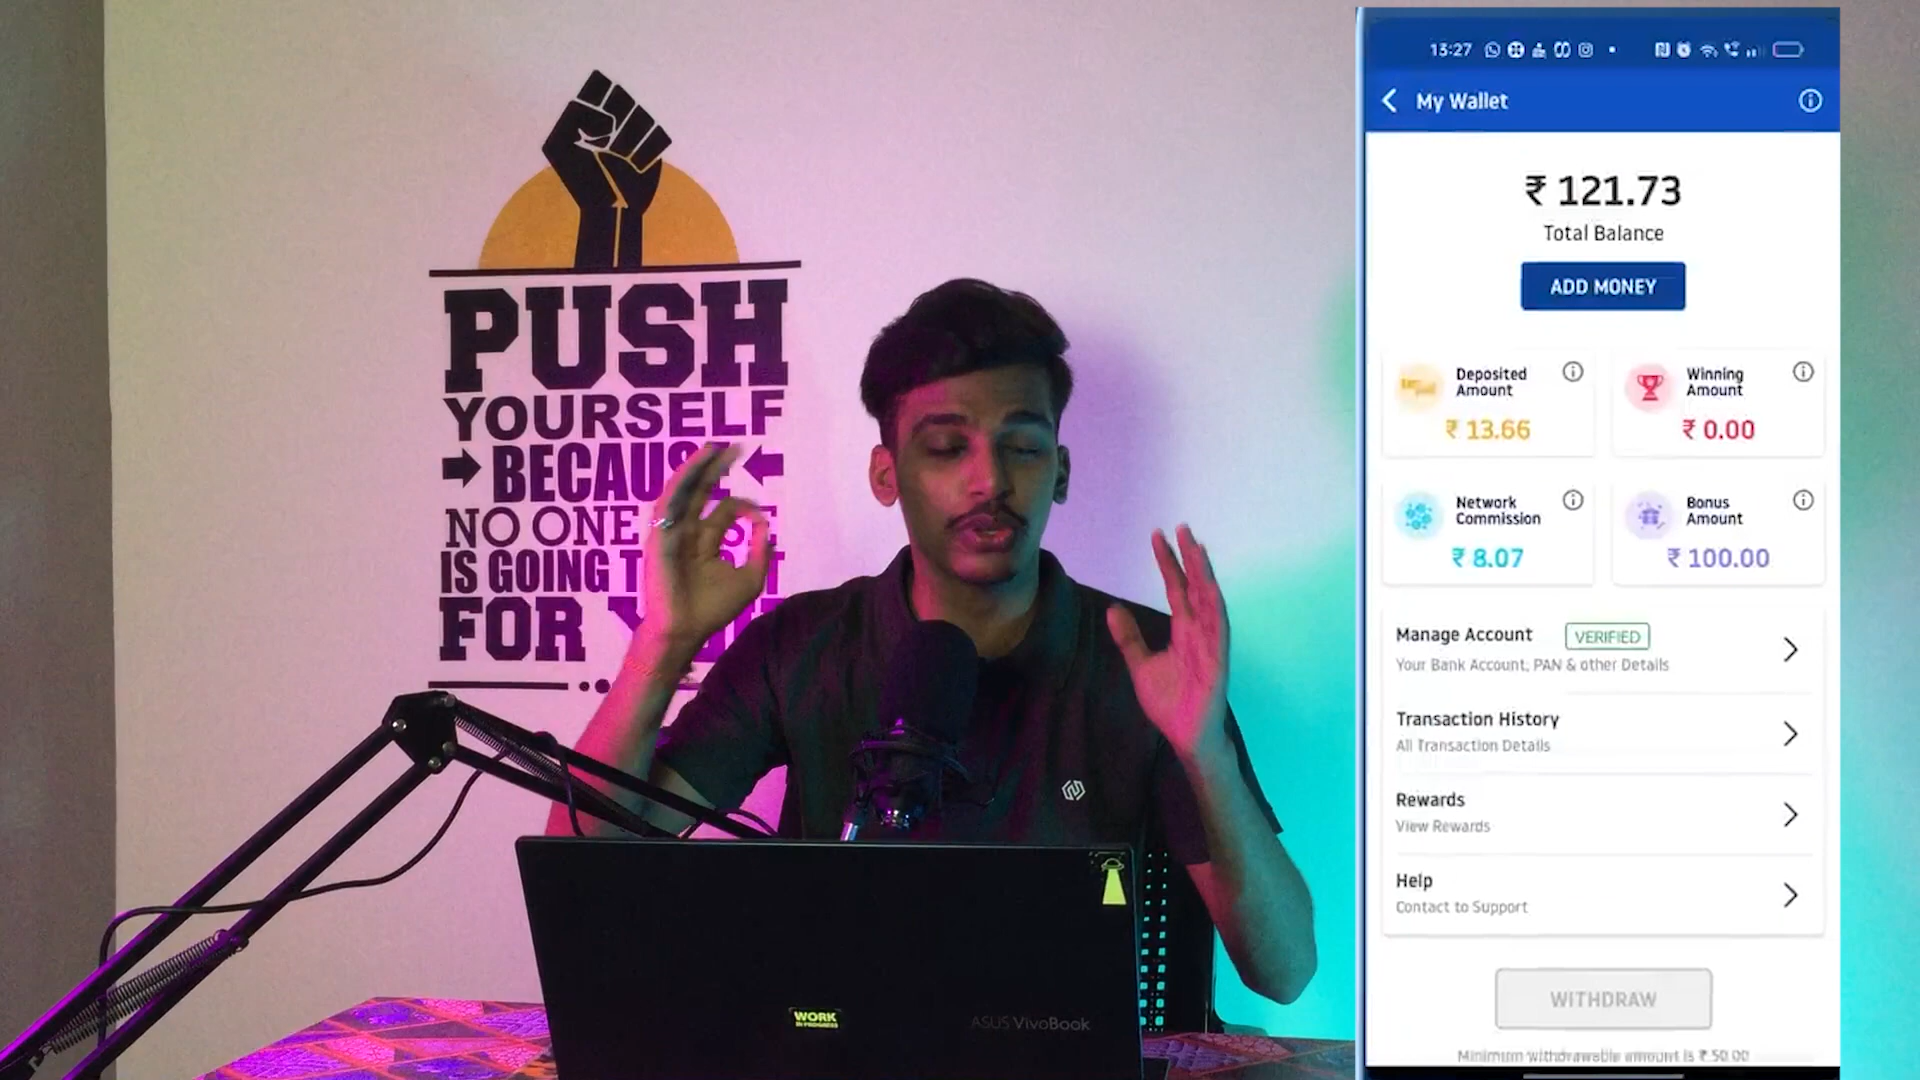 PUSH
YOURSELF
BECAUSE
NO ONE
IS GOING
FOR
WORK
IN PROGRESS
ASUS VivoBook
13:27
My Wallet
₹ 121.73
Total Balance
ADD MONEY
Deposited
Amount
₹ 13.66
Winning
Amount
₹ 0.00
Network
Commission
₹ 8.07
Bonus
Amount
₹ 100.00
Manage Account VERIFIED
Your Bank Account, PAN & other Details
Transaction History
All Transaction Details
Rewards
View Rewards
Help
Contact to Support
WITHDRAW
Minimum withdrawable amount is ₹ 50.00